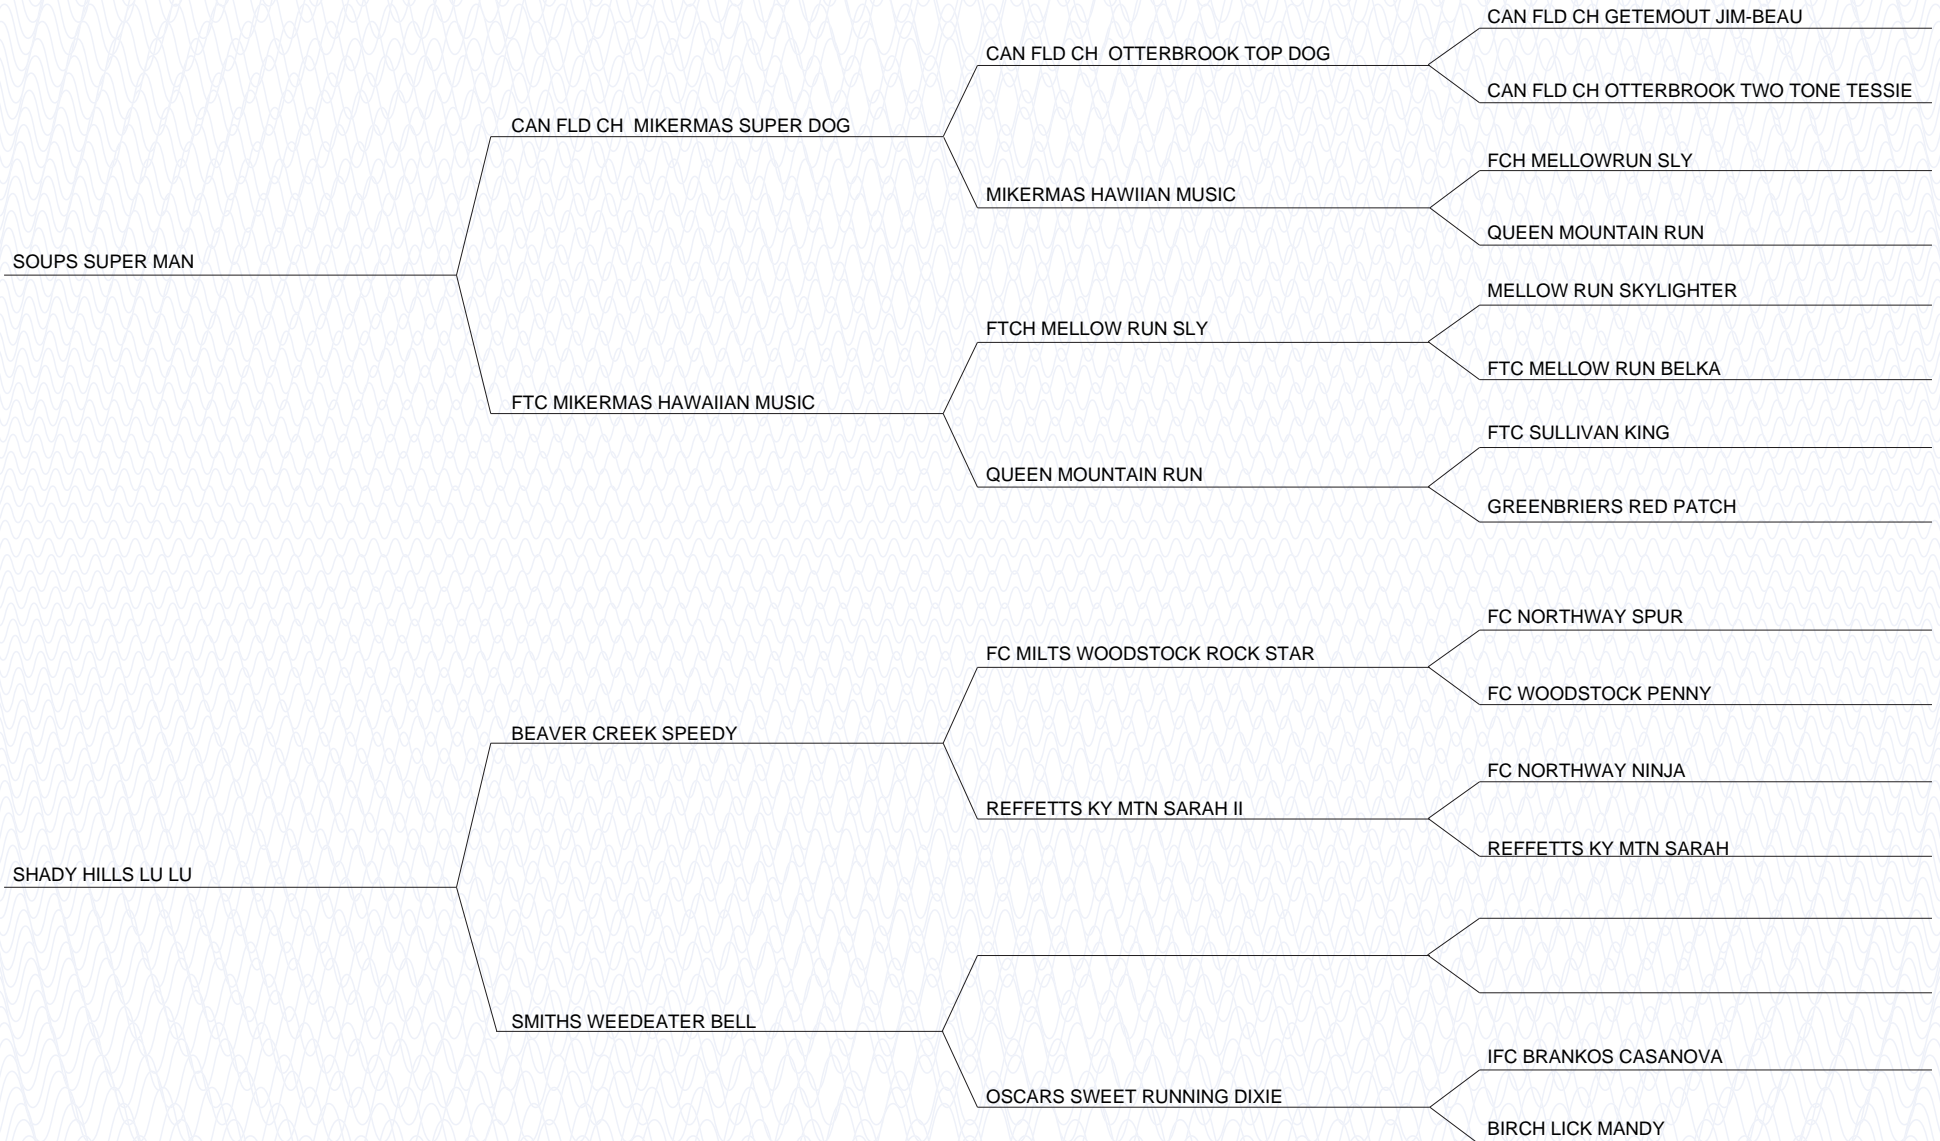 CAN FLD CH GETEMOUT JIM-BEAU
CAN FLD CH  OTTERBROOK TOP DOG
CAN FLD CH OTTERBROOK TWO TONE TESSIE
CAN FLD CH  MIKERMAS SUPER DOG
FCH MELLOWRUN SLY
MIKERMAS HAWIIAN MUSIC
QUEEN MOUNTAIN RUN
SOUPS SUPER MAN
MELLOW RUN SKYLIGHTER
FTCH MELLOW RUN SLY
FTC MELLOW RUN BELKA
FTC MIKERMAS HAWAIIAN MUSIC
FTC SULLIVAN KING
QUEEN MOUNTAIN RUN
GREENBRIERS RED PATCH
FC NORTHWAY SPUR
FC MILTS WOODSTOCK ROCK STAR
FC WOODSTOCK PENNY
BEAVER CREEK SPEEDY
FC NORTHWAY NINJA
REFFETTS KY MTN SARAH II
REFFETTS KY MTN SARAH
SHADY HILLS LU LU
SMITHS WEEDEATER BELL
IFC BRANKOS CASANOVA
OSCARS SWEET RUNNING DIXIE
BIRCH LICK MANDY